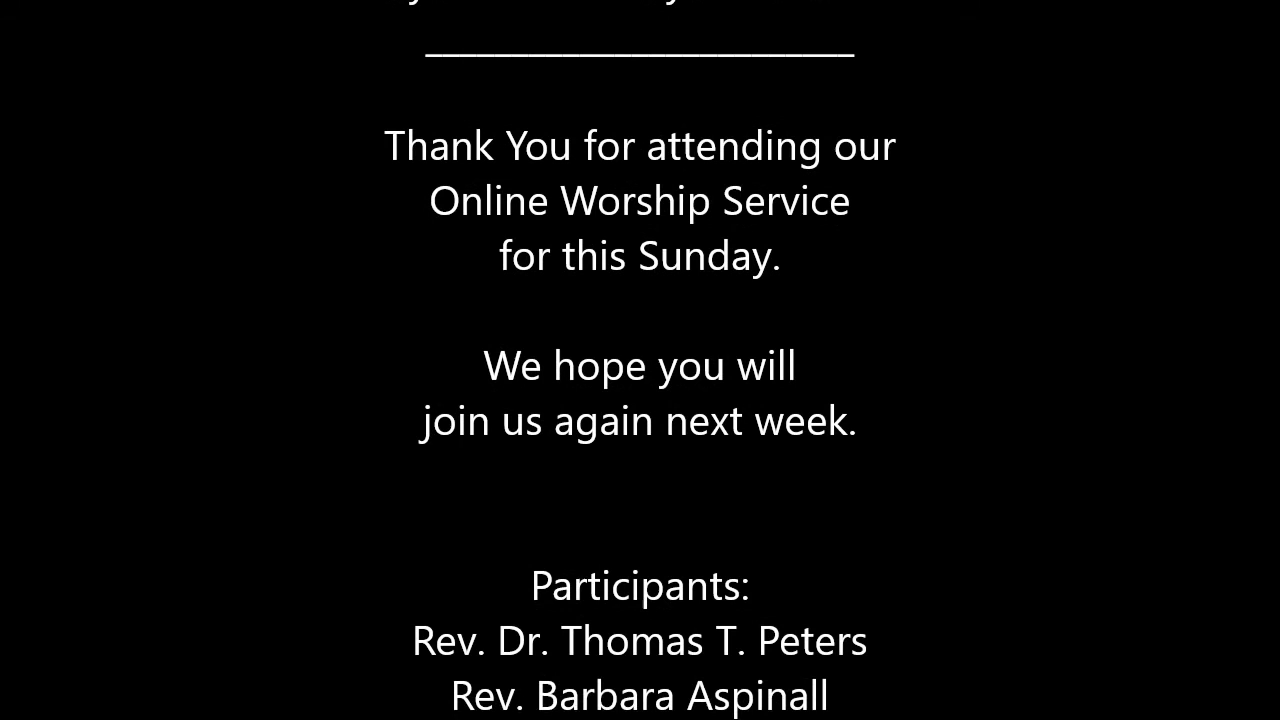 Thank You for attending our
Online Worship Service
for this Sunday.
We hope you will
join us again next week.
Participants:
Rev. Dr. Thomas T. Peters
Rev. Barbara Aspinall